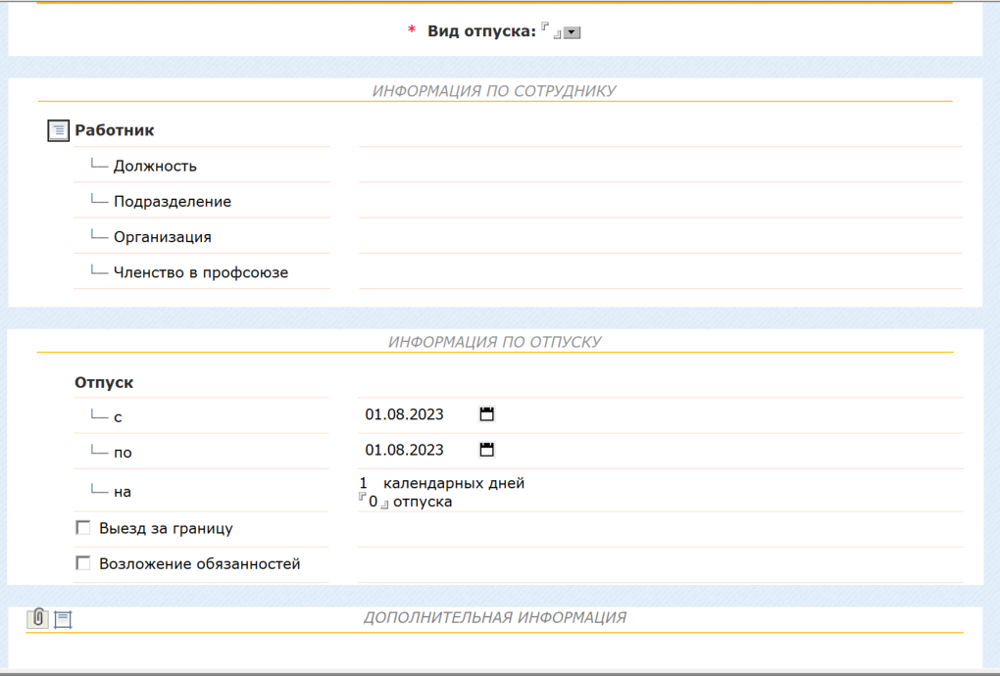 * Вид отпуска:
ИНФОРМАЦИЯ ПО СОТРУДНИКУ
Работник
Должность
Подразделение
Организация
Членство в профсоюзе
ИНФОРМАЦИЯ ПО ОТПУСКУ
Отпуск
с 01.08.2023
по 01.08.2023
на 1 календарных дней
0 отпуска
Выезд за границу
Возложение обязанностей
ДОПОЛНИТЕЛЬНАЯ ИНФОРМАЦИЯ